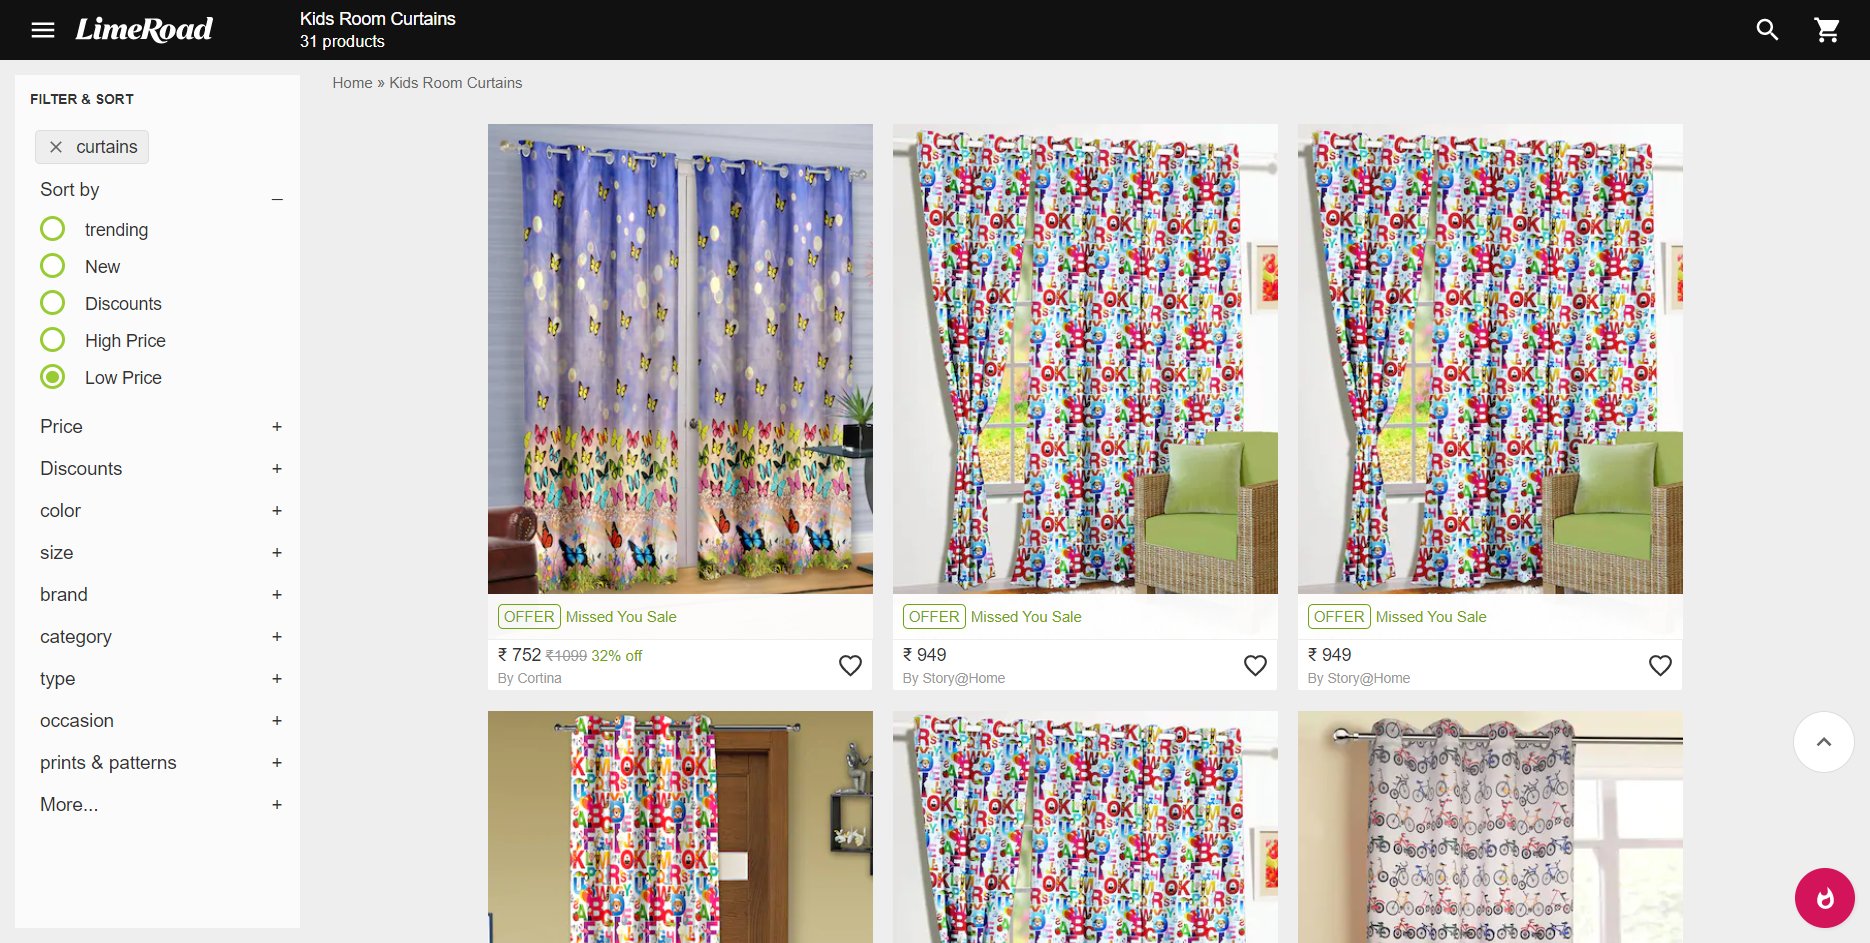 LimeRoad
Kids Room Curtains
31 products
Home » Kids Room Curtains
FILTER & SORT
curtains
Sort by
trending
New
Discounts
High Price
Low Price
Price +
Discounts +
color +
size +
brand +
category +
type +
occasion +
prints & patterns +
More... +
OFFER Missed You Sale
₹ 752 ₹1099 32% off
By Cortina
OFFER Missed You Sale
₹ 949
By Story@Home
OFFER Missed You Sale
₹ 949
By Story@Home